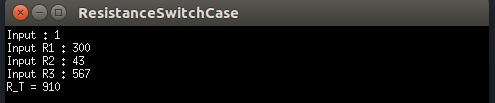 ResistanceSwitchCase
Input : 1
Input R1 : 300
Input R2 : 43
Input R3 : 567
R_T = 910